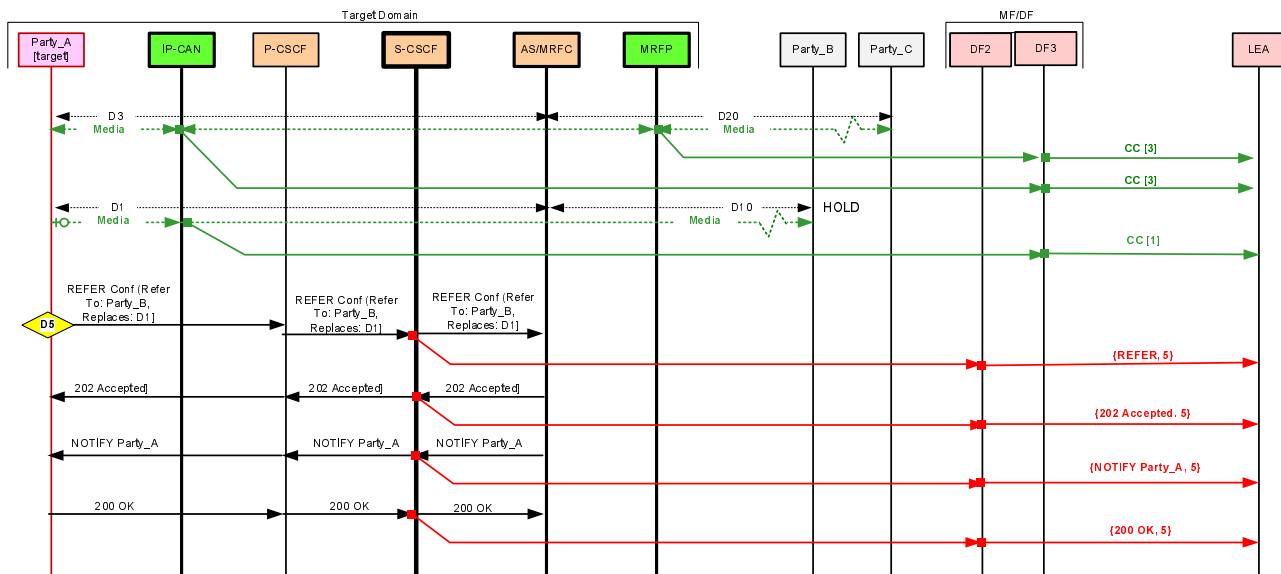 Target Domain
MF/DF
Party_A
[target]
IP-CAN
P-CSCF
S-CSCF
AS/MRFC
MRFP
Party_B
Party_C
DF2
DF3
LEA
D3
D20
Media
Media
CC [3]
CC [3]
D1
D10
HOLD
Media
Media
CC [1]
REFER Conf (Refer
To: Party_B,
Replaces: D1]
REFER Conf (Refer
To: Party_B,
Replaces: D1]
REFER Conf (Refer
To: Party_B,
Replaces: D1]
D5
{REFER, 5}
202 Accepted]
202 Accepted]
202 Accepted]
{202 Accepted. 5}
NOTIFY Party_A
NOTIFY Party_A
NOTIFY Party_A
{NOTIFY Party_A, 5}
200 OK
200 OK
200 OK
{200 OK, 5}